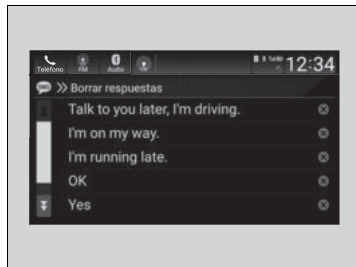 Teléfono
FM
Audio
12:34
SMS
Borrar respuestas
Talk to you later, I'm driving.
I'm on my way.
I'm running late.
OK
Yes